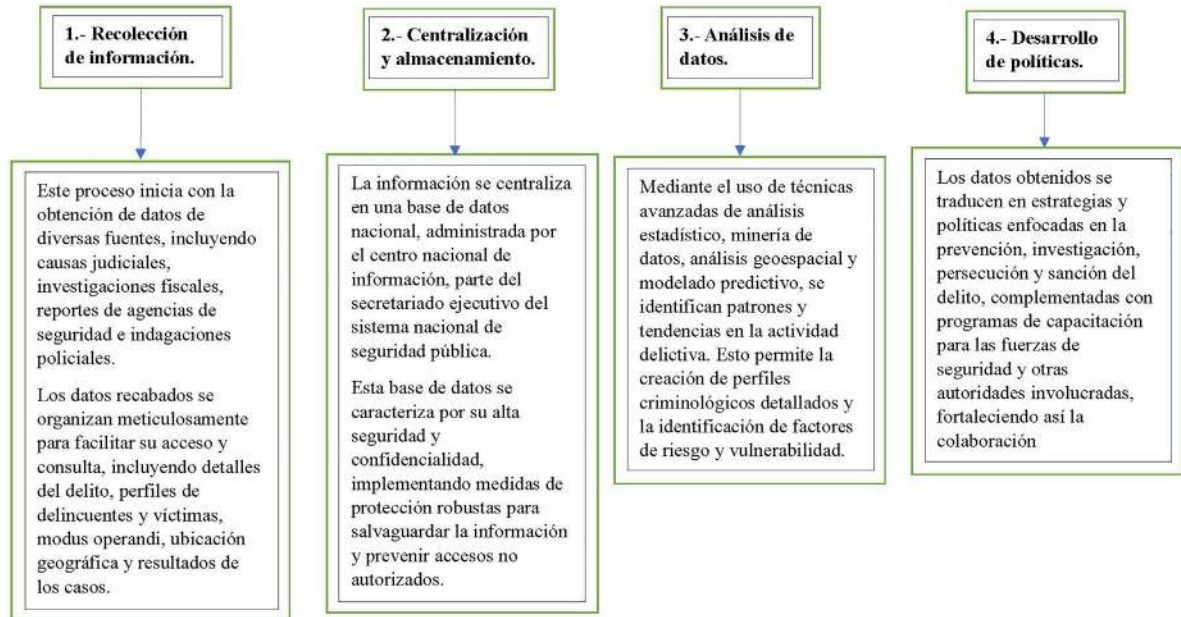 1.- Recolección
de información.
Este proceso inicia con la
obtención de datos de
diversas fuentes, incluyendo
causas judiciales,
investigaciones fiscales,
reportes de agencias de
seguridad e indagaciones
policiales.
Los datos recabados se
organizan meticulosamente
para facilitar su acceso y
consulta, incluyendo detalles
del delito, perfiles de
delincuentes y víctimas,
modus operandi, ubicación
geográfica y resultados de
los casos.
2.- Centralización
y almacenamiento.
La información se centraliza
en una base de datos
nacional, administrada por
el centro nacional de
información, parte del
secretariado ejecutivo del
sistema nacional de
seguridad pública.
Esta base de datos se
caracteriza por su alta
seguridad y
confidencialidad,
implementando medidas de
protección robustas para
salvaguardar la información
y prevenir accesos no
autorizados.
3.- Análisis de
datos.
Mediante el uso de técnicas
avanzadas de análisis
estadístico, minería de
datos, análisis geoespacial y
modelado predictivo, se
identifican patrones y
tendencias en la actividad
delictiva. Esto permite la
creación de perfiles
criminológicos detallados y
la identificación de factores
de riesgo y vulnerabilidad.
4.- Desarrollo
de políticas.
Los datos obtenidos se
traducen en estrategias y
políticas enfocadas en la
prevención, investigación,
persecución y sanción del
delito, complementadas con
programas de capacitación
para las fuerzas de
seguridad y otras
autoridades involucradas,
fortaleciendo así la
colaboración